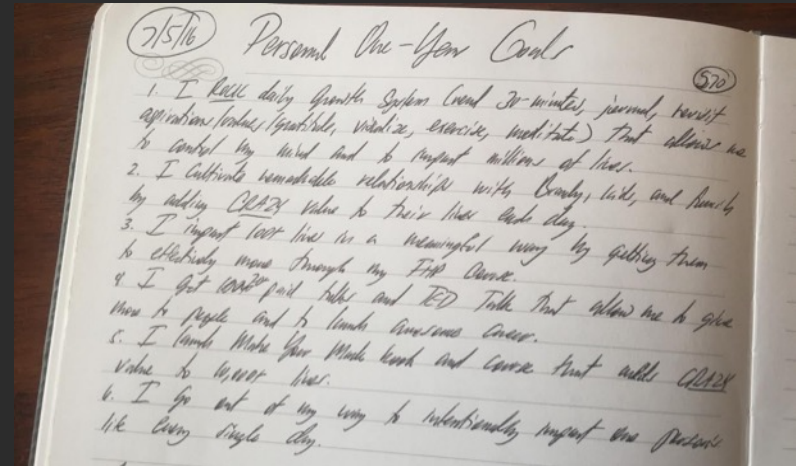 7/5/16 Personal One-Year Goals
570
1. I ROCK daily growth system (read 30-minutes, journal, revisit
aspirations/values/gratitude, visualize, exercise, meditate) that allows me
to control my mind and to impact millions of lives.
2. I cultivate remarkable relationships with Brandy, kids, and
by adding CRAZY value to their lives each day.
3. I impact lives in a meaningful way by getting them
to effectively move through my course.
4. I got paid talks and TED Talk that allow me to give
more to people and to launch awesome career.
5. I launch Make Your Mark book and course that adds CRAZY
value to 10,000+ lives.
6. I go out of my way to intentionally impact one person's
life every single day.